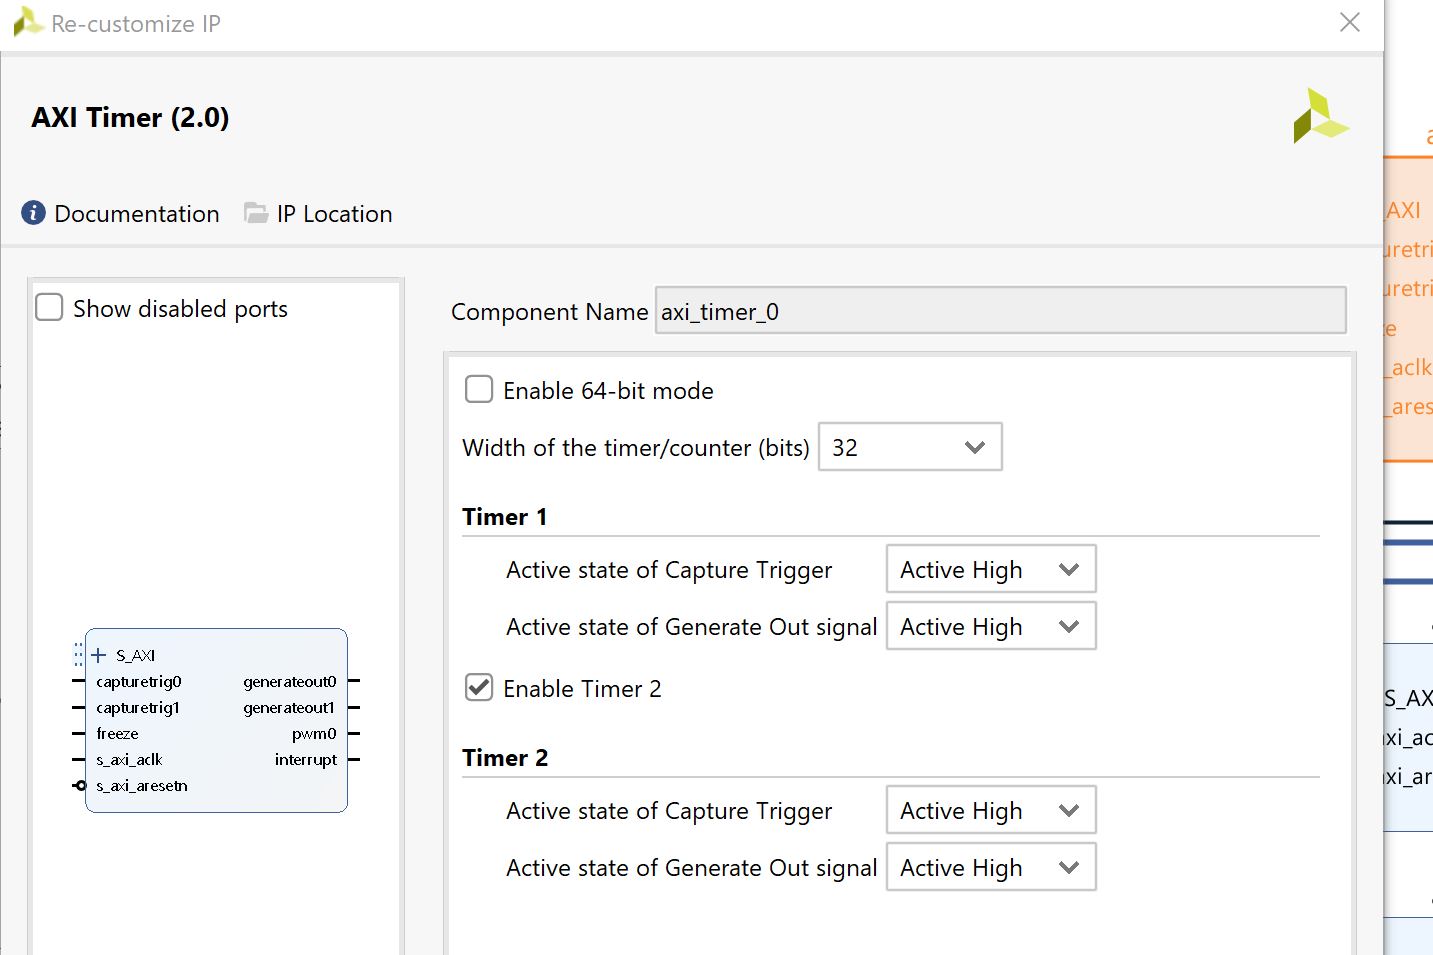 Re-customize IP
AXI Timer (2.0)
Documentation IP Location
Show disabled ports
S_AXI
capturetrig0 generateout0
capturetrig1 generateout1
freeze pwm0
s_axi_aclk interrupt
s_axi_aresetn
Component Name axi_timer_0
Enable 64-bit mode
Width of the timer/counter (bits) 32
Timer 1
Active state of Capture Trigger Active High
Active state of Generate Out signal Active High
Enable Timer 2
Timer 2
Active state of Capture Trigger Active High
Active state of Generate Out signal Active High
_AXI
uretri
uretri
_aclk
_ares
S_AX
xi_ac
xi_ar